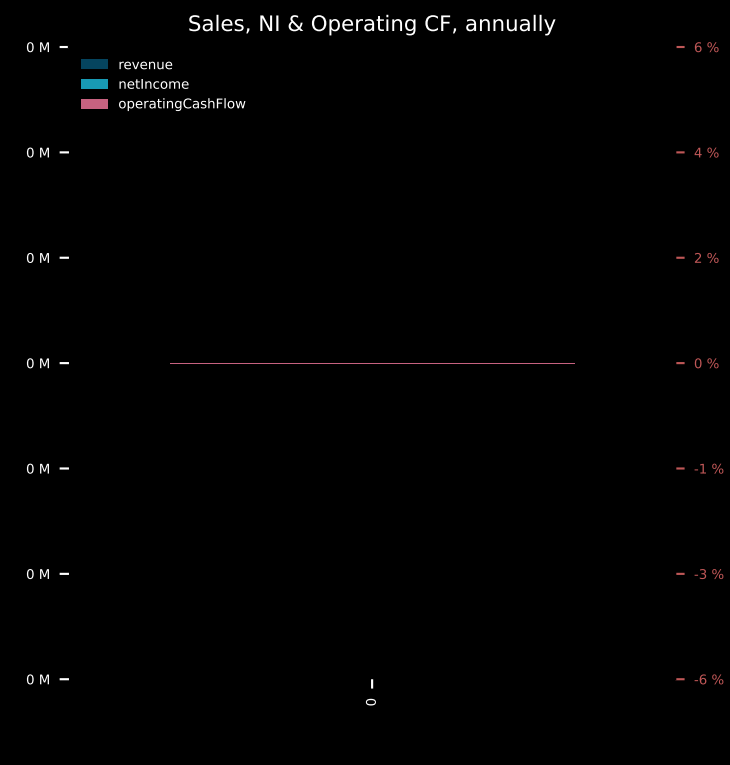 Sales, NI & Operating CF, annually
0 M
6 %
revenue
netIncome
operatingCashFlow
0 M
4 %
0 M
2 %
0 M
0 %
0 M
-1 %
0 M
-3 %
0 M
-6 %
0